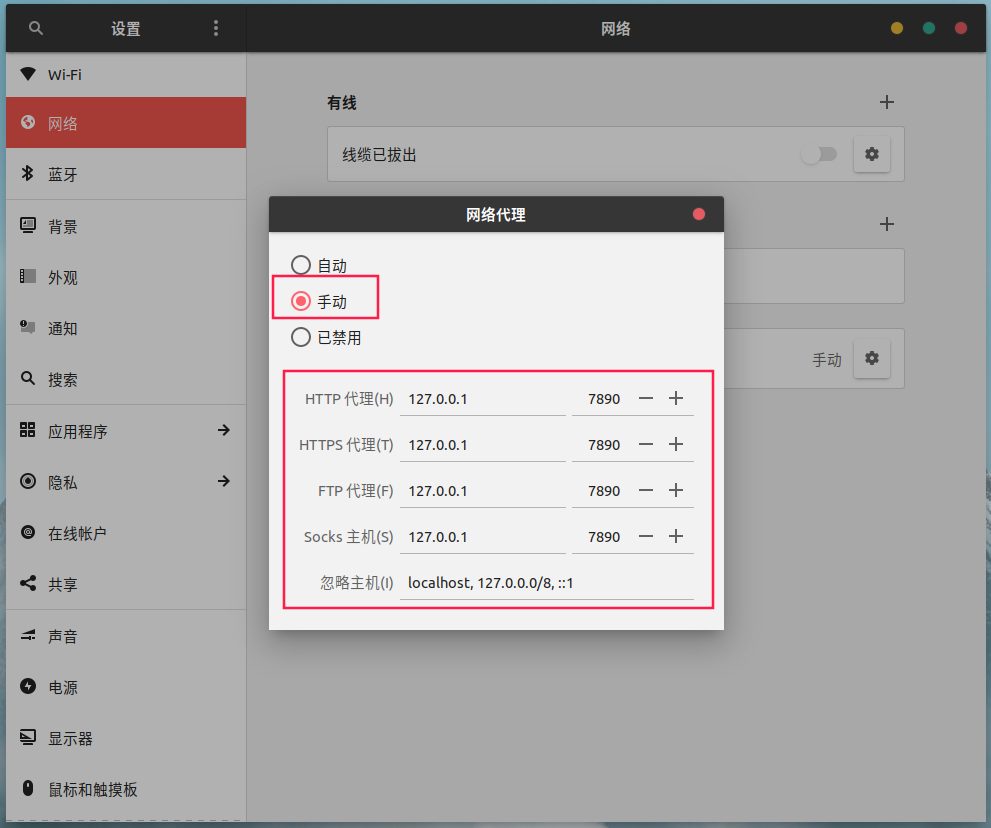 设置
网络
Wi-Fi
网络
蓝牙
背景
外观
通知
搜索
应用程序
隐私
在线帐户
共享
声音
电源
显示器
鼠标和触摸板
有线
线缆已拔出
手动
网络代理
自动
手动
已禁用
HTTP 代理(H) 127.0.0.1 7890
HTTPS 代理(T) 127.0.0.1 7890
FTP 代理(F) 127.0.0.1 7890
Socks 主机(S) 127.0.0.1 7890
忽略主机(I) localhost, 127.0.0.0/8, ::1